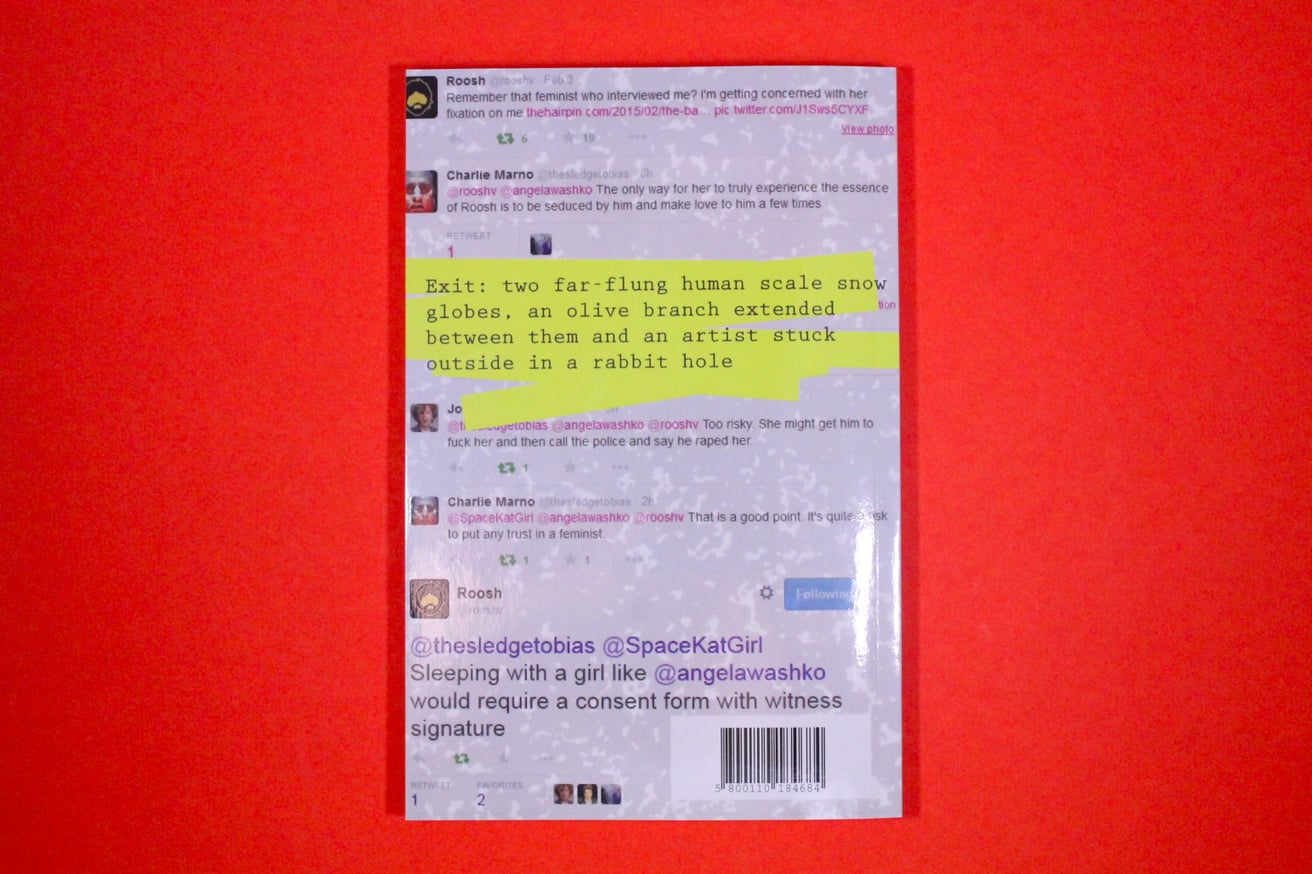 Roosh @rooshv · Feb 3
Remember that feminist who interviewed me? I'm getting concerned with her
fixation on me thehairpin.com/2015/02/the-ba... pic.twitter.com/J1Sws5CYXF
6 19
View photo
Charlie Marno @thesledgetobias · 8h
@rooshv @angelawashko The only way for her to truly experience the essence
of Roosh is to be seduced by him and make love to him a few times
RETWEET
1
Exit: two far-flung human scale snow
globes, an olive branch extended
between them and an artist stuck
outside in a rabbit hole
tion
Jo
@thesledgetobias @angelawashko @rooshv Too risky. She might get him to
fuck her and then call the police and say he raped her.
1
Charlie Marno @thesledgetobias · 2h
@SpaceKatGirl @angelawashko @rooshv That is a good point. It's quite a risk
to put any trust in a feminist.
1 1
Roosh
@rooshv
Following
@thesledgetobias @SpaceKatGirl
Sleeping with a girl like @angelawashko
would require a consent form with witness
signature
RETWEET FAVORITES
1 2
5 800110 184684